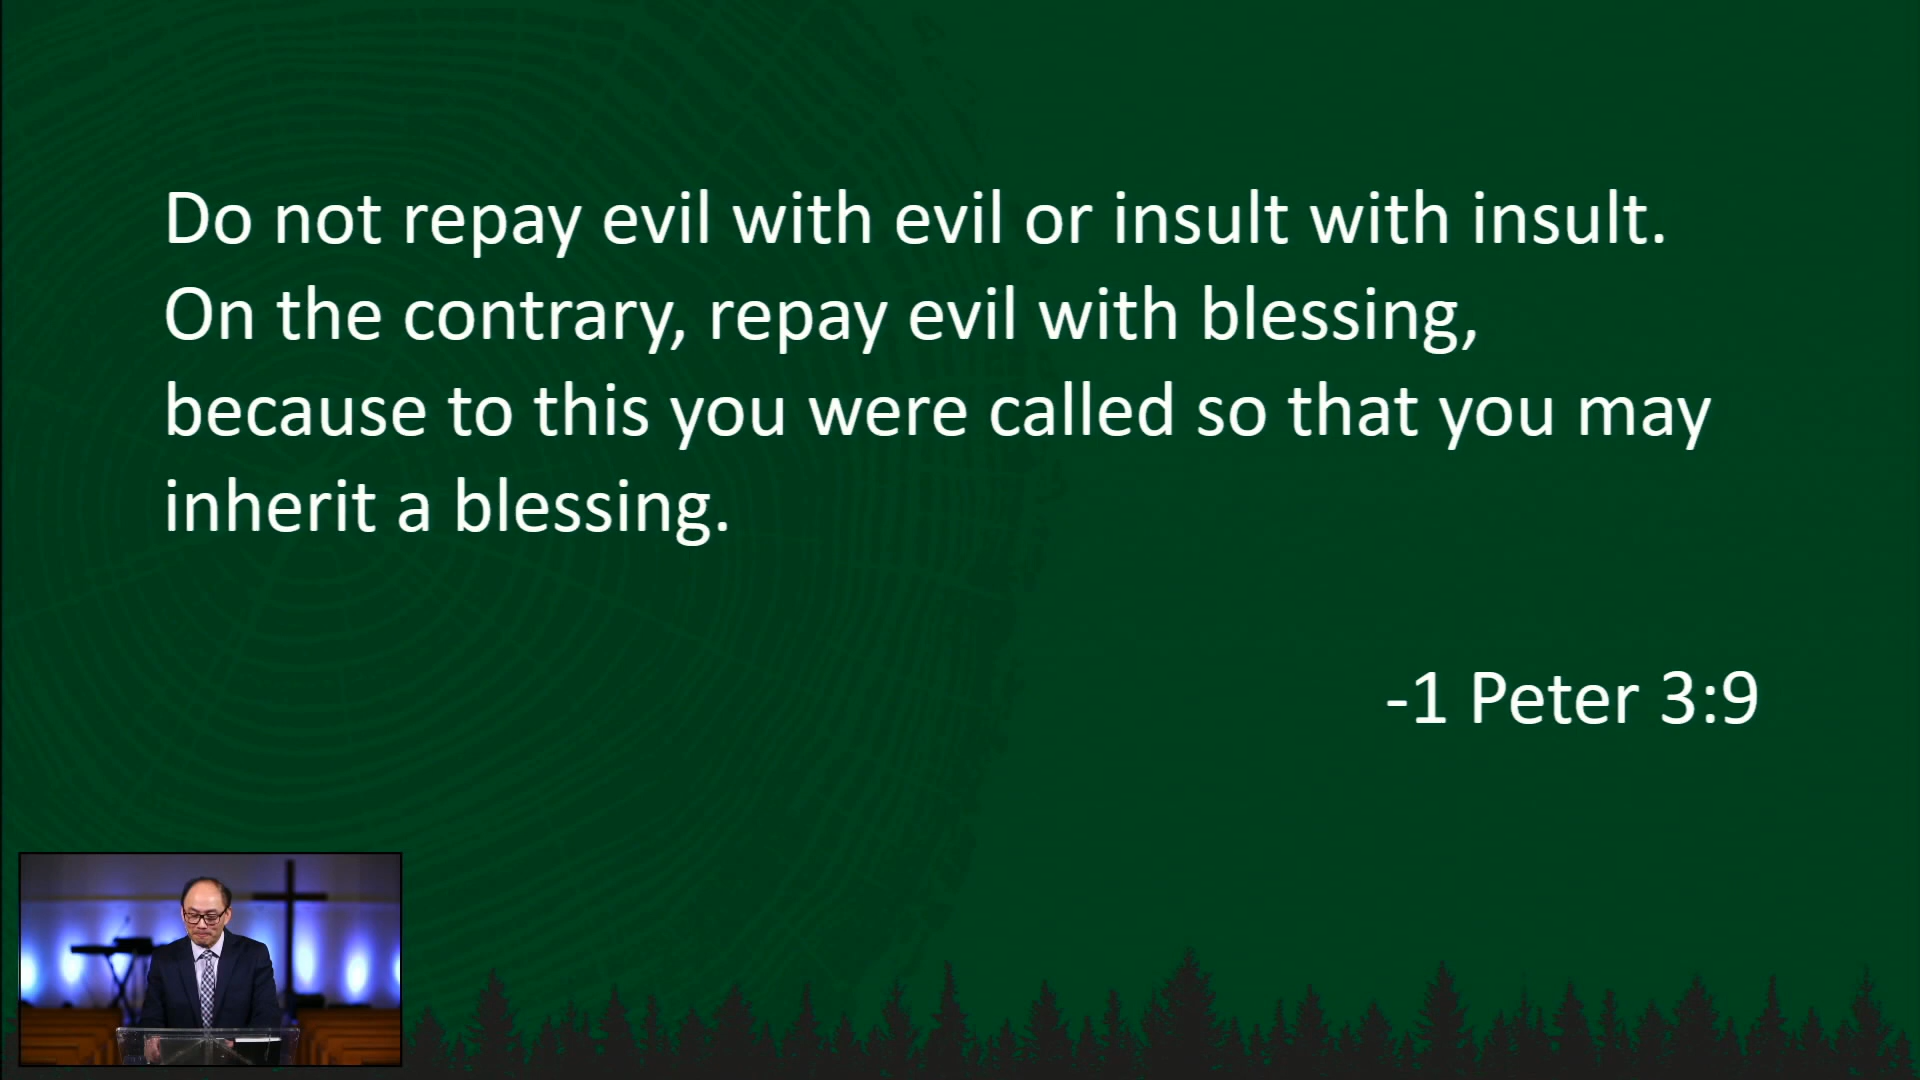 Do not repay evil with evil or insult with insult.
On the contrary, repay evil with blessing,
because to this you were called so that you may
inherit a blessing.
-1 Peter 3:9